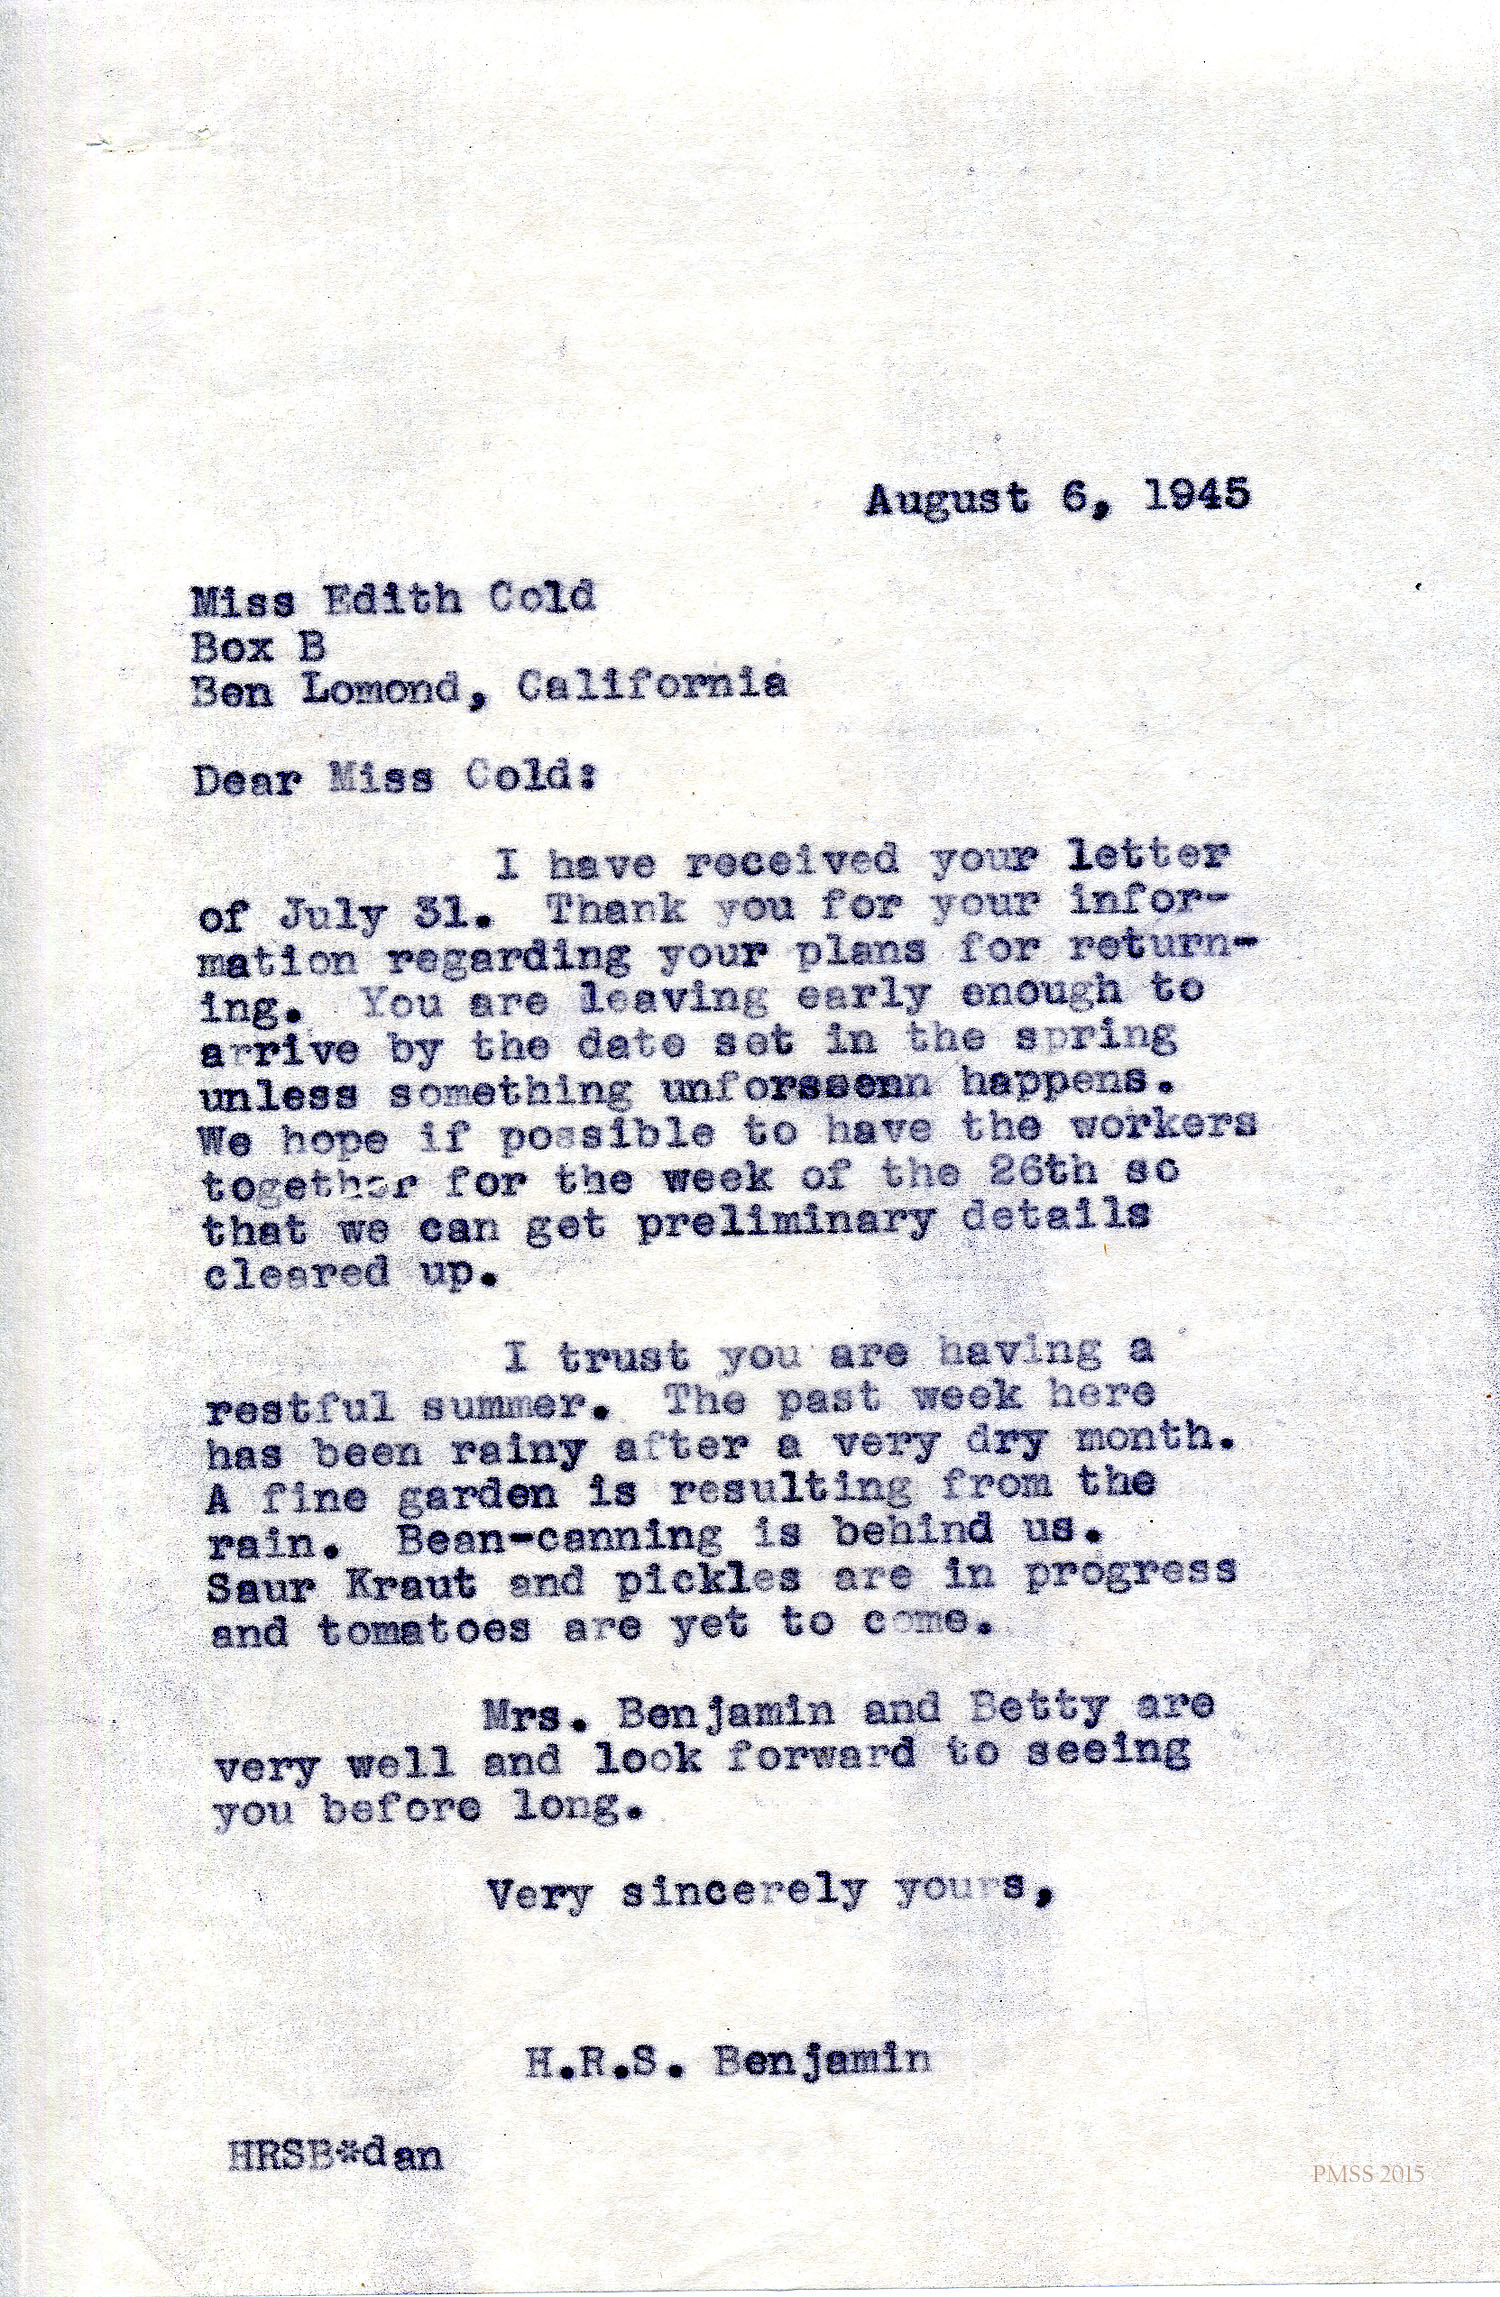 August 6, 1945
Miss Edith Cold
Box B
Ben Lomond, California
Dear Miss Cold:
I have received your letter
of July 31. Thank you for your infor-
mation regarding your plans for return-
ing. You are leaving early enough to
arrive by the date set in the spring
unless something unforsseenn happens.
We hope if possible to have the workers
together for the week of the 26th so
that we can get preliminary details
cleared up.
I trust you are having a
restful summer. The past week here
has been rainy after a very dry month.
A fine garden is resulting from the
rain. Bean-canning is behind us.
Saur Kraut and pickles are in progress
and tomatoes are yet to come.
Mrs. Benjamin and Betty are
very well and look forward to seeing
you before long.
Very sincerely yours,
H.R.S. Benjamin
HRSB*dan
PMSS 2015